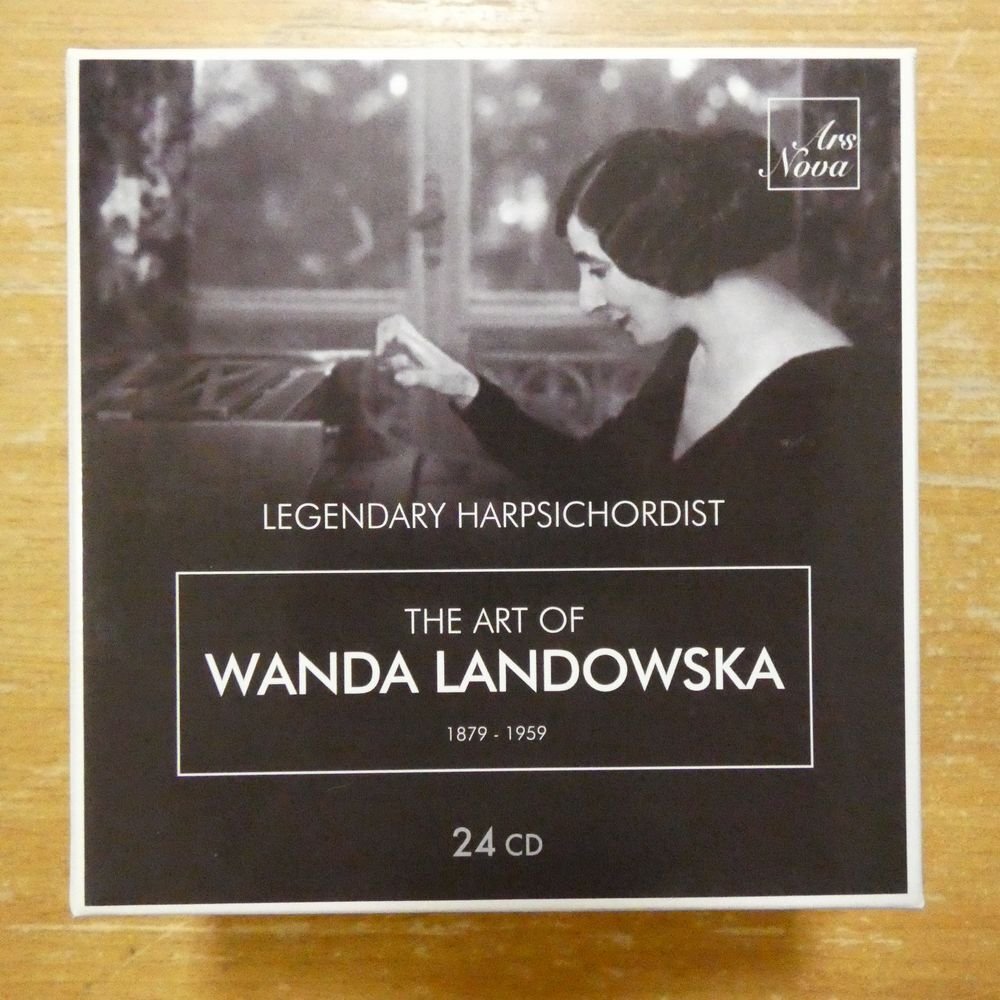 Ars
Nova
LEGENDARY HARPSICHORDIST
THE ART OF
WANDA LANDOWSKA
1879 - 1959
24 CD